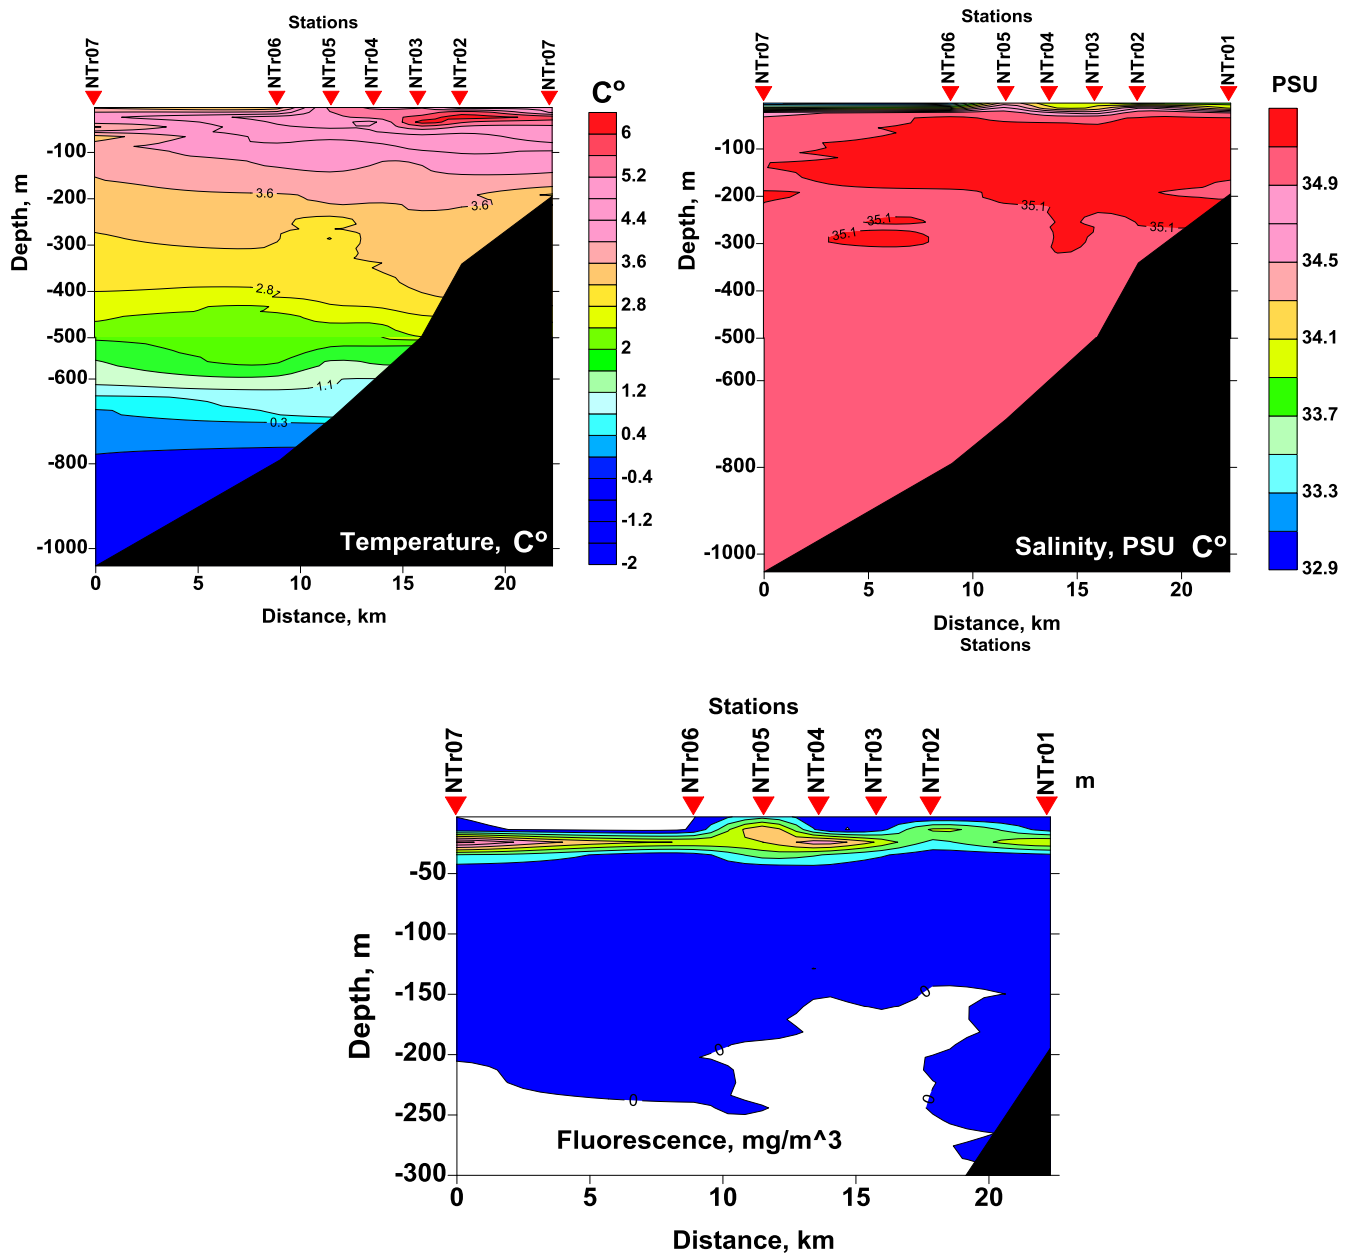 Stations
NTr07 NTr06 NTr05 NTr04 NTr03 NTr02 NTr07
Cº
Depth, m
-100
-200
-300
-400
-500
-600
-800
-1000
3.6
3.6
2.8
1.1
0.3
Temperature, Cº
0 5 10 15 20
Distance, km
6
5.2
4.4
3.6
2.8
2
1.2
0.4
-0.4
-1.2
-2
Stations
NTr07 NTr06 NTr05 NTr04 NTr03 NTr02 NTr01
PSU
Depth, m
-100
-200
-300
-400
-500
-600
-800
-1000
35.1
35.1
35.1
35.1
Salinity, PSU Cº
0 5 10 15 20
Distance, km
Stations
34.9
34.5
34.1
33.7
33.3
32.9
Stations
NTr07 NTr06 NTr05 NTr04 NTr03 NTr02 NTr01
m
Depth, m
-50
-100
-150
-200
-250
-300
0
0
0
0
Fluorescence, mg/m^3
0 5 10 15 20
Distance, km